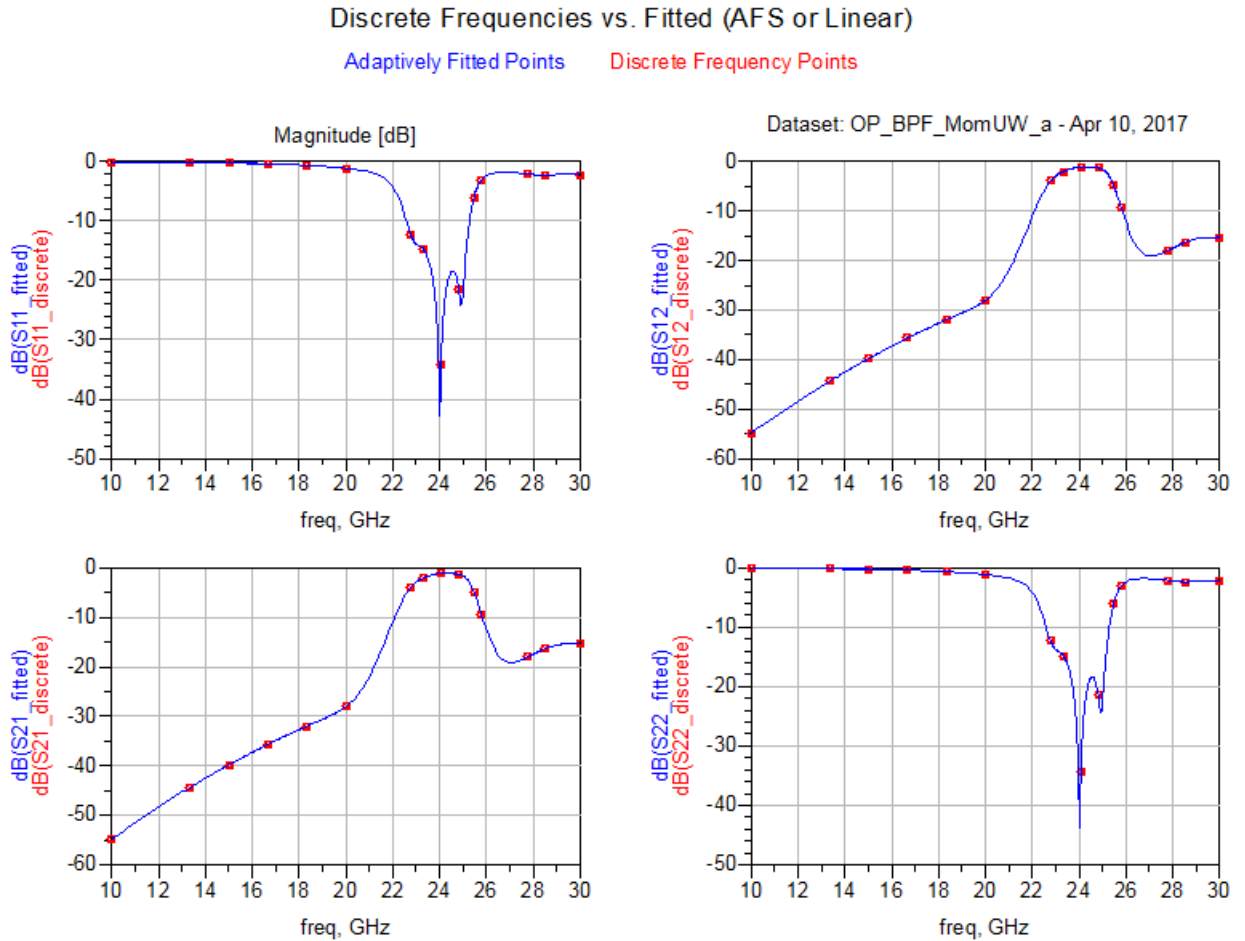 Discrete Frequencies vs. Fitted (AFS or Linear)
Adaptively Fitted Points Discrete Frequency Points
Magnitude [dB]
Dataset: OP_BPF_MomUW_a - Apr 10, 2017
0
-10
-20
-30
-40
-50
dB(S11_fitted)
dB(S11_discrete)
10 12 14 16 18 20 22 24 26 28 30
freq, GHz
0
-10
-20
-30
-40
-50
-60
dB(S12_fitted)
dB(S12_discrete)
10 12 14 16 18 20 22 24 26 28 30
freq, GHz
0
-10
-20
-30
-40
-50
-60
dB(S21_fitted)
dB(S21_discrete)
10 12 14 16 18 20 22 24 26 28 30
freq, GHz
0
-10
-20
-30
-40
-50
dB(S22_fitted)
dB(S22_discrete)
10 12 14 16 18 20 22 24 26 28 30
freq, GHz